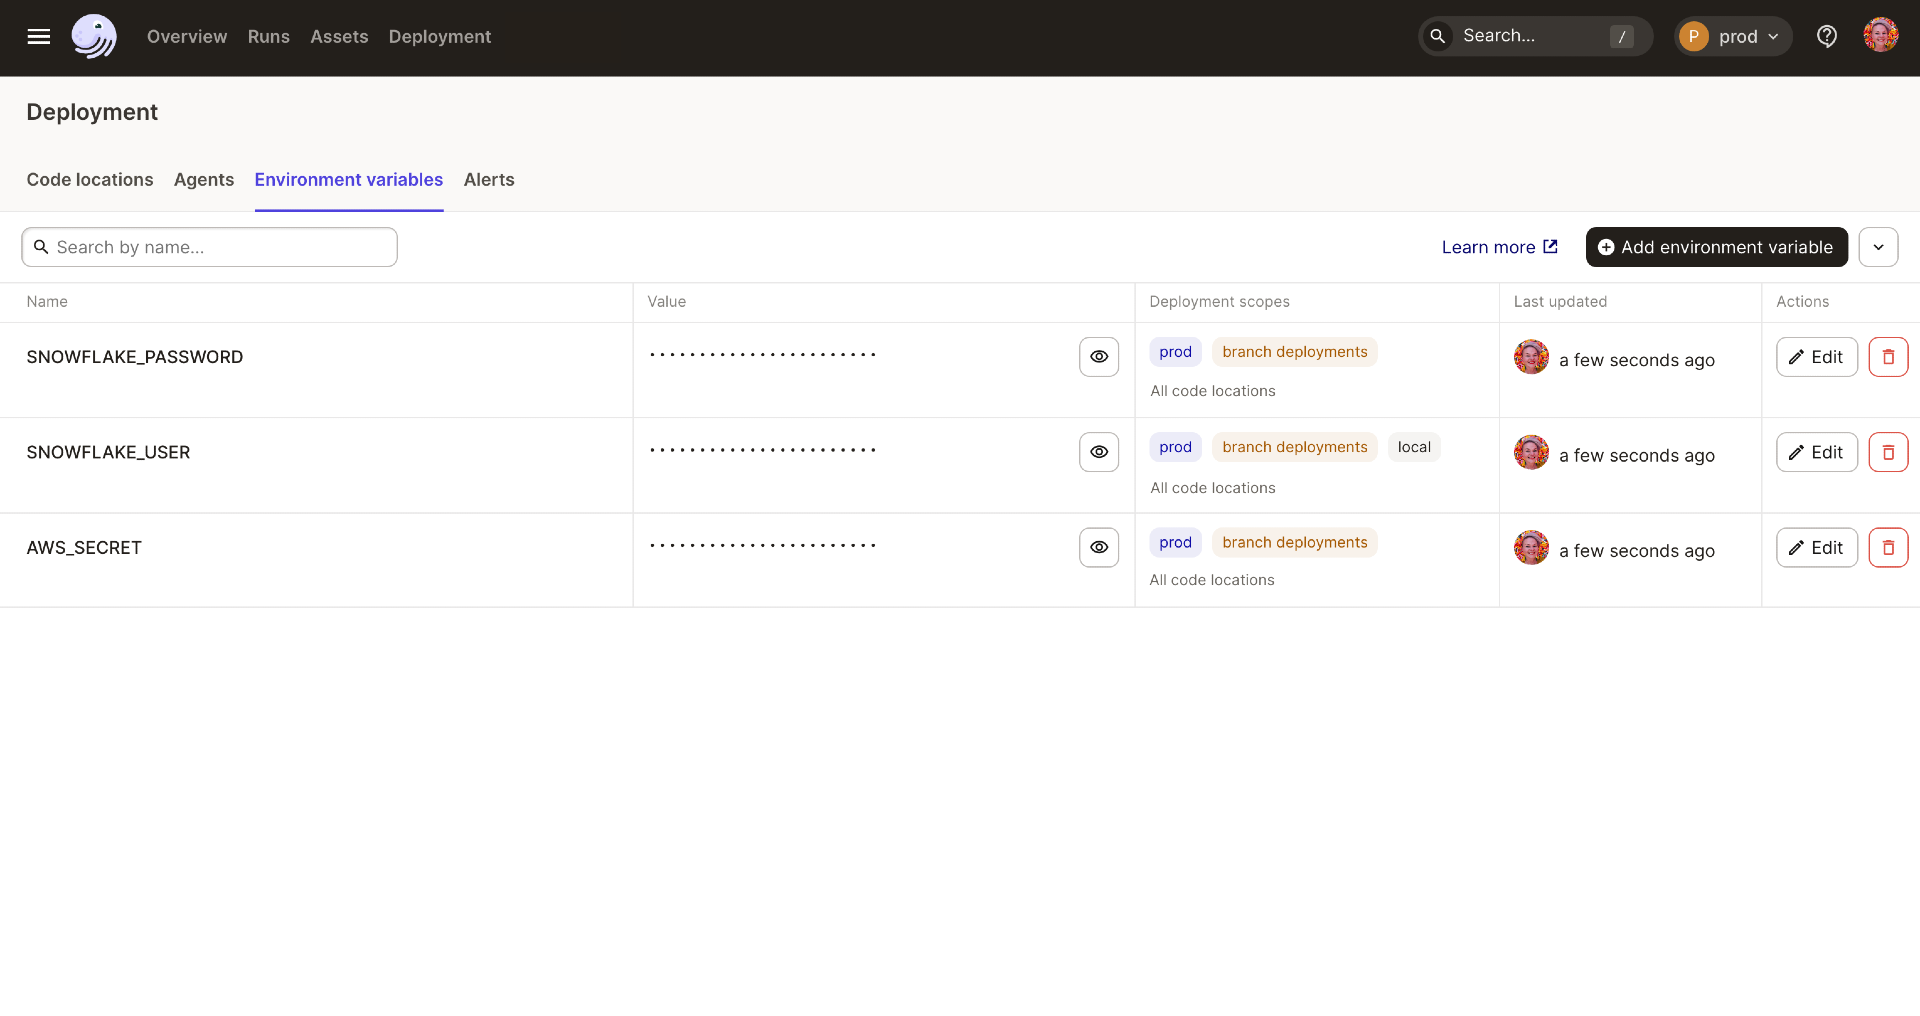 Overview Runs Assets Deployment Search... / P prod
Deployment
Code locations Agents Environment variables Alerts
Search by name... Learn more Add environment variable
Name Value Deployment scopes Last updated Actions
SNOWFLAKE_PASSWORD ······················· prod branch deployments a few seconds ago Edit
All code locations
SNOWFLAKE_USER ······················· prod branch deployments local a few seconds ago Edit
All code locations
AWS_SECRET ······················· prod branch deployments a few seconds ago Edit
All code locations